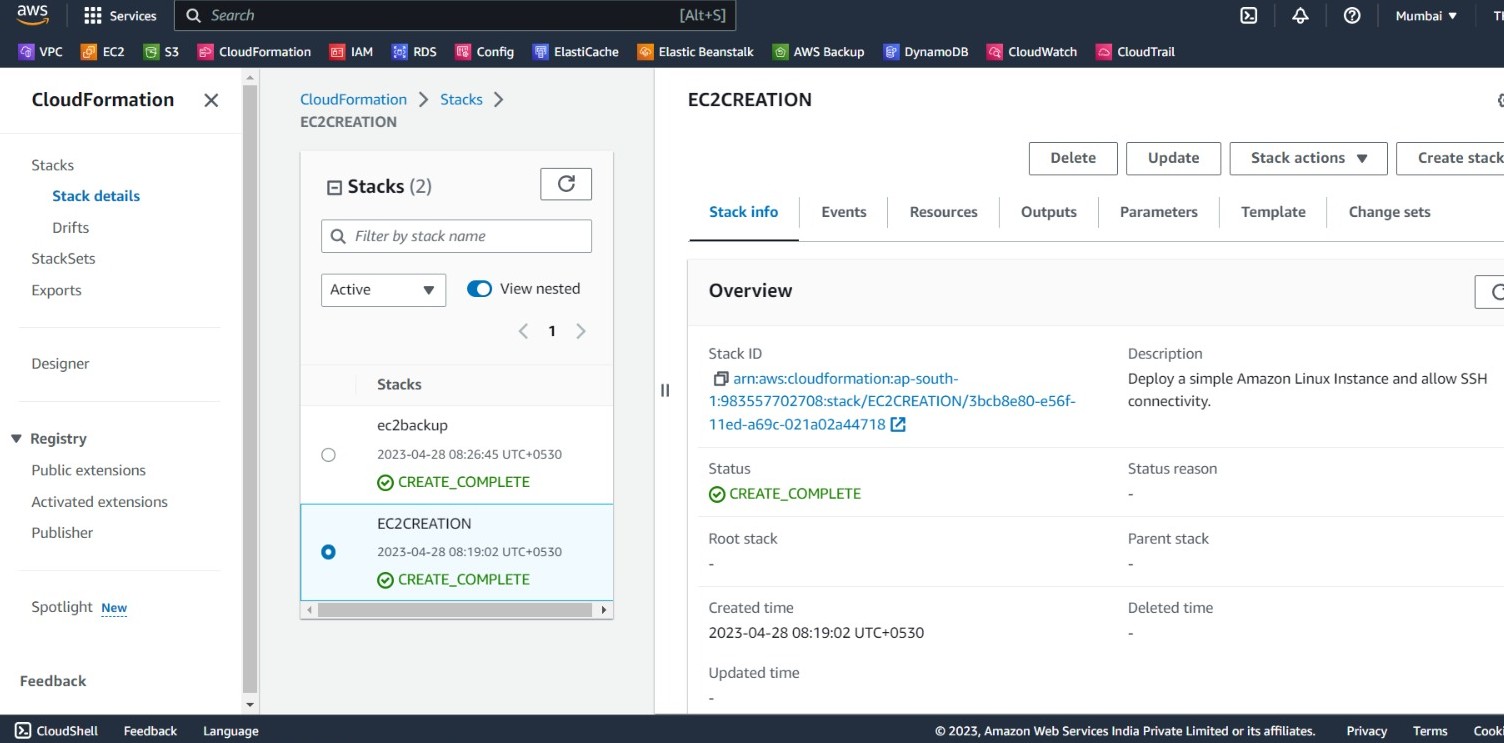 aws
Services
Search
[Alt+S]
Mumbai
VPC EC2 S3 CloudFormation IAM RDS Config ElastiCache Elastic Beanstalk AWS Backup DynamoDB CloudWatch CloudTrail
CloudFormation
Stacks
Stack details
Drifts
StackSets
Exports
Designer
Registry
Public extensions
Activated extensions
Publisher
Spotlight New
Feedback
CloudFormation > Stacks >
EC2CREATION
Stacks (2)
Filter by stack name
Active
View nested
1
Stacks
ec2backup
2023-04-28 08:26:45 UTC+0530
CREATE_COMPLETE
EC2CREATION
2023-04-28 08:19:02 UTC+0530
CREATE_COMPLETE
EC2CREATION
Delete Update Stack actions Create stack
Stack info Events Resources Outputs Parameters Template Change sets
Overview
Stack ID
arn:aws:cloudformation:ap-south-
1:983557702708:stack/EC2CREATION/3bcb8e80-e56f-
11ed-a69c-021a02a44718
Description
Deploy a simple Amazon Linux Instance and allow SSH
connectivity.
Status
CREATE_COMPLETE
Status reason
-
Root stack
-
Parent stack
-
Created time
2023-04-28 08:19:02 UTC+0530
Deleted time
-
Updated time
-
CloudShell Feedback Language
© 2023, Amazon Web Services India Private Limited or its affiliates. Privacy Terms